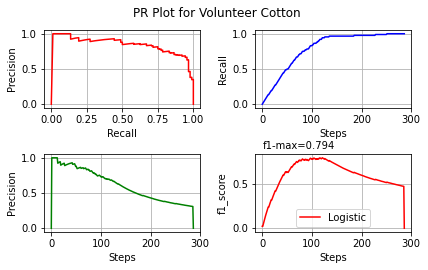 PR Plot for Volunteer Cotton
1.0
0.5
0.0
Precision
0.00 0.25 0.50 0.75 1.00
Recall
1.0
0.5
0.0
Recall
0 100 200 300
Steps
1.0
0.5
0.0
Precision
0 100 200 300
Steps
f1-max=0.794
0.5
0.0
f1_score
Logistic
0 100 200 300
Steps